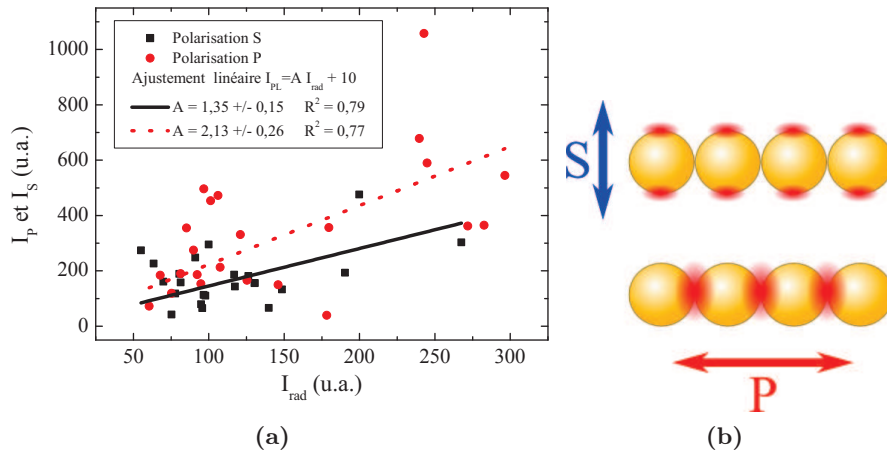 Polarisation S
Polarisation P
Ajustement linéaire I_PL=A I_rad + 10
A = 1,35 +/- 0,15 R² = 0,79
A = 2,13 +/- 0,26 R² = 0,77
1000
800
600
400
200
0
I_P et I_S (u.a.)
50 100 150 200 250 300
I_rad (u.a.)
(a)
S
P
(b)